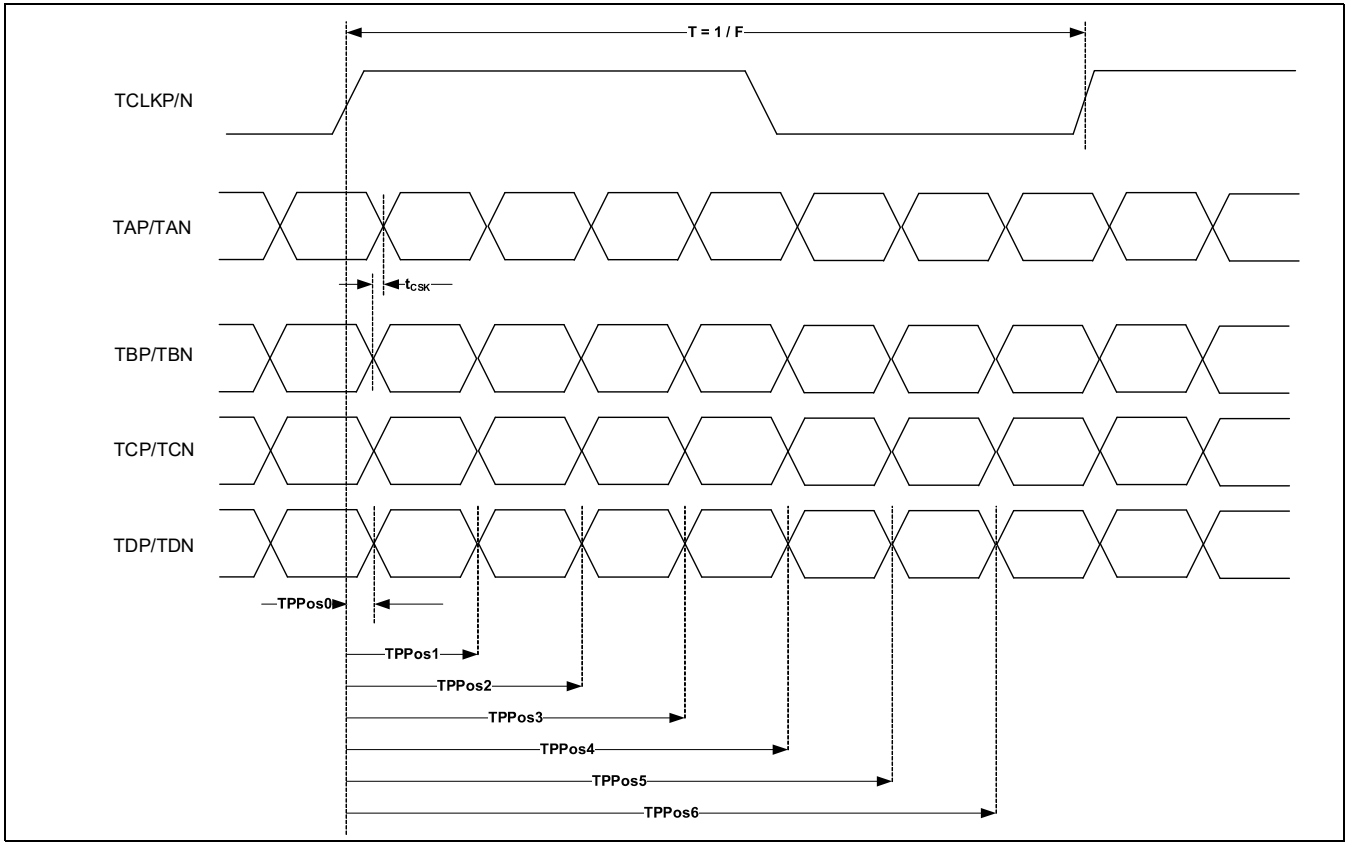 T = 1 / F
TCLKP/N
TAP/TAN
tCSK
TBP/TBN
TCP/TCN
TDP/TDN
TPPos0
TPPos1
TPPos2
TPPos3
TPPos4
TPPos5
TPPos6